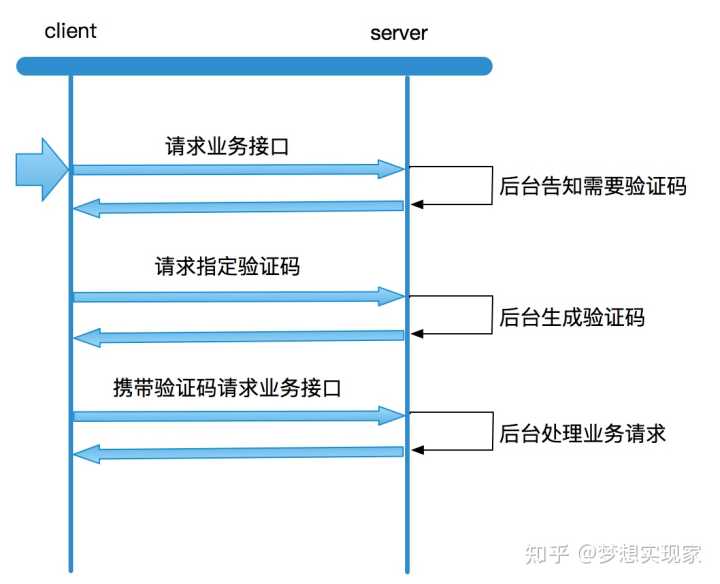 client
server
请求业务接口
后台告知需要验证码
请求指定验证码
后台生成验证码
携带验证码请求业务接口
后台处理业务请求
知乎 @梦想实现家